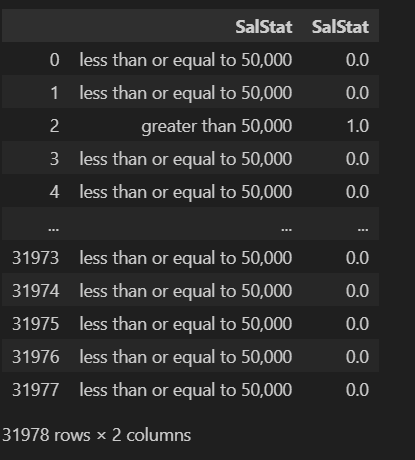 SalStat SalStat
0 less than or equal to 50,000 0.0
1 less than or equal to 50,000 0.0
2 greater than 50,000 1.0
3 less than or equal to 50,000 0.0
4 less than or equal to 50,000 0.0
... ... ...
31973 less than or equal to 50,000 0.0
31974 less than or equal to 50,000 0.0
31975 less than or equal to 50,000 0.0
31976 less than or equal to 50,000 0.0
31977 less than or equal to 50,000 0.0
31978 rows × 2 columns